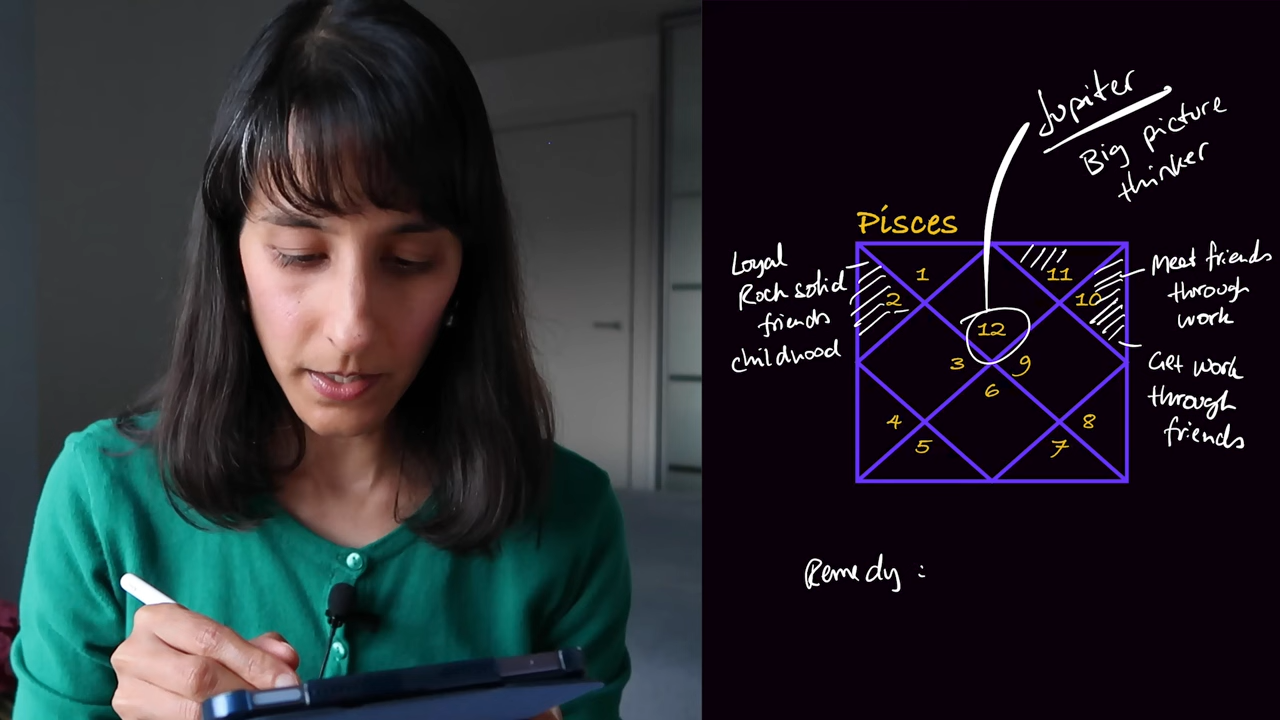 Jupiter
Big picture
thinker
Pisces
Loyal
Rock solid
friends
childhood
1
2
11
10
12
3
9
6
4
5
8
7
Meet friends
through
work
Get work
through
friends
Remedy :